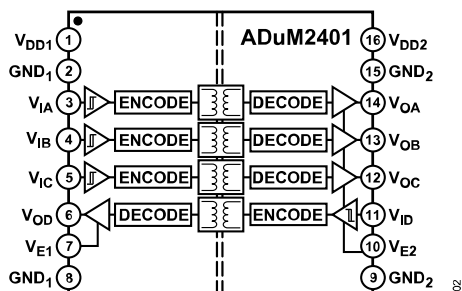 ADuM2401
VDD1 1 16 VDD2
GND1 2 15 GND2
VIA 3 ENCODE DECODE 14 VOA
VIB 4 ENCODE DECODE 13 VOB
VIC 5 ENCODE DECODE 12 VOC
VOD 6 DECODE ENCODE 11 VID
VE1 7 10 VE2
GND1 8 9 GND2
02